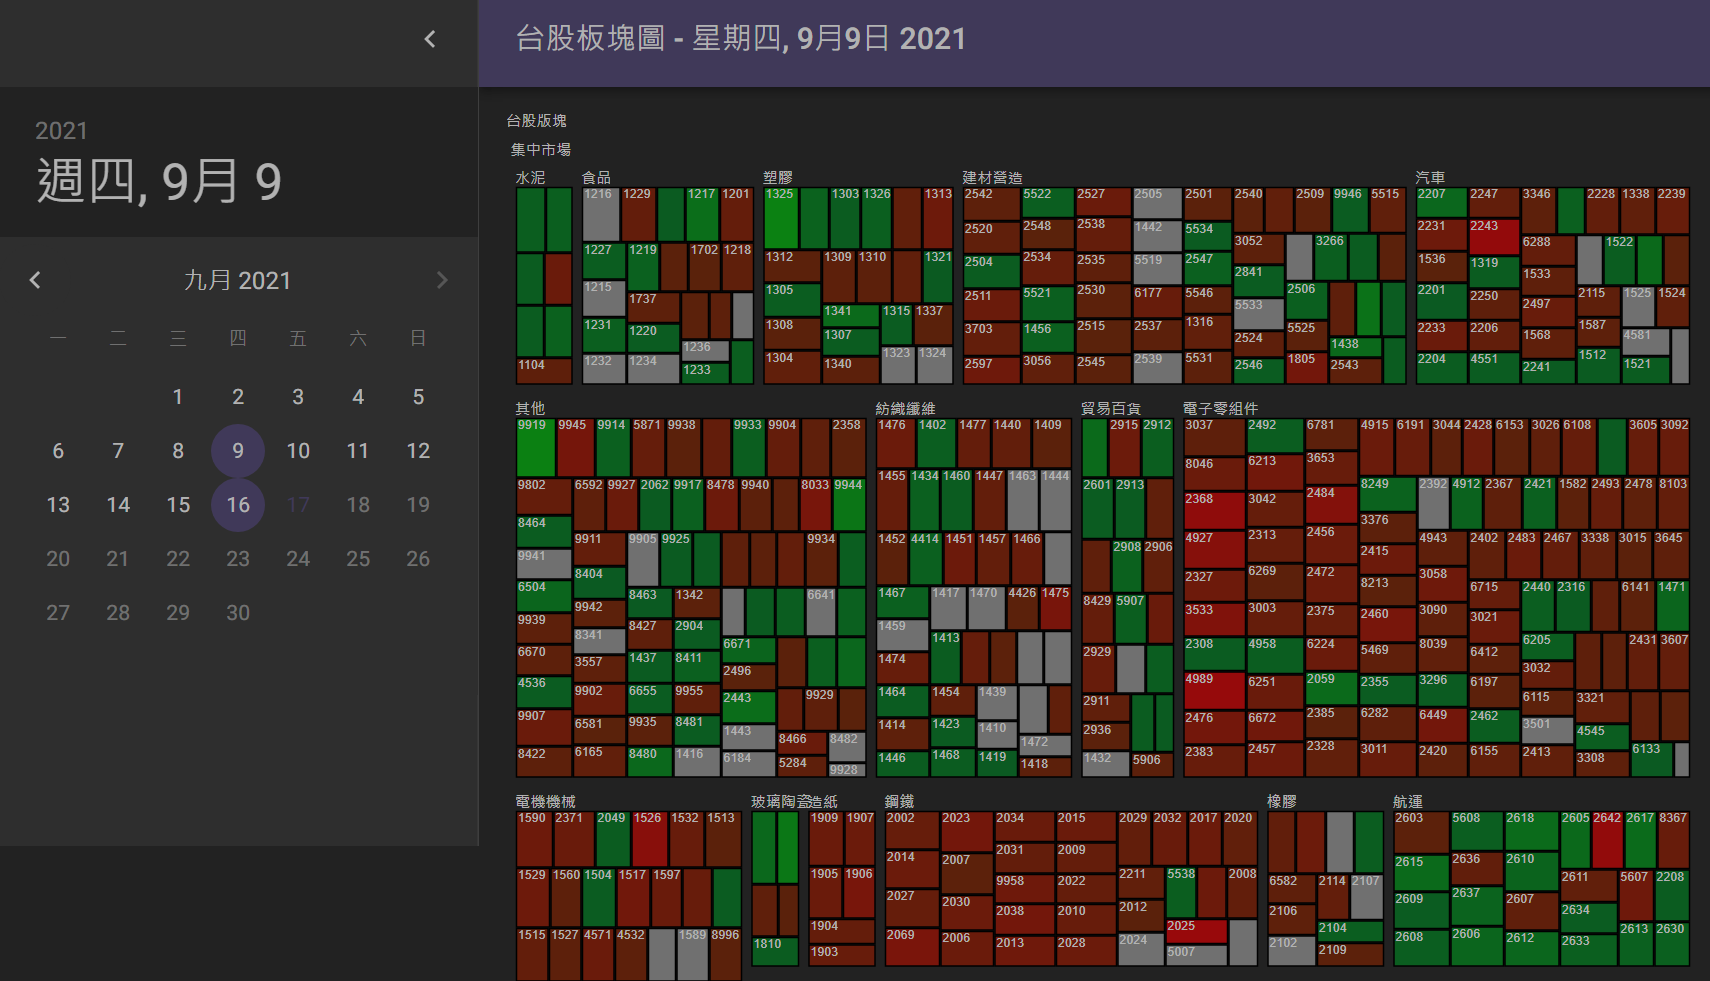 台股板塊圖 - 星期四, 9月9日 2021
2021
週四, 9月 9
九月 2021
一 二 三 四 五 六 日
1 2 3 4 5
6 7 8 9 10 11 12
13 14 15 16 17 18 19
20 21 22 23 24 25 26
27 28 29 30
台股版塊
集中市場
水泥
1104
食品
1216 1229 1217 1201
1227 1219 1702 1218
1215 1737
1231 1220 1236
1232 1234 1233
塑膠
1325 1303 1326 1313
1312 1309 1310 1321
1305 1341 1315 1337
1308 1307 1323 1324
1304 1340
建材營造
2542 5522 2527 2505 2501 2540 2509 9946 5515
2520 2548 2538 1442 5534 3052 3266
2504 2534 2535 5519 2547 2841 2506
2511 5521 2530 6177 5546 5533
3703 1456 2515 2537 1316 2524 5525 1438
2597 3056 2545 2539 5531 2546 1805 2543
汽車
2207 2247 3346 2228 1338 2239
2231 2243 6288 1522
1536 1319 1533
2201 2250 2497 2115 1525 1524
2233 2206 1568 1587 4581
2204 4551 2241 1512 1521
其他
9919 9945 9914 5871 9938 9933 9904 2358
9802 6592 9927 2062 9917 8478 9940 8033 9944
8464 9911 9905 9925 9934
9941 8404
6504 9942 8463 1342 6641
9939 8341 8427 2904 6671
6670 3557 1437 8411 2496
4536 9902 6655 9955 2443 9929
9907 6581 9935 8481 1443 8466 8482
8422 6165 8480 1416 6184 5284 9928
紡織纖維
1476 1402 1477 1440 1409
1455 1434 1460 1447 1463 1444
1452 4414 1451 1457 1466
1467 1417 1470 4426 1475
1459 1413
1474
1464 1454 1439
1414 1423 1410 1472
1446 1468 1419 1418
貿易百貨
2915 2912
2601 2913
2908 2906
8429 5907
2929
2911
2936
1432 5906
電子零組件
3037 2492 6781 4915 6191 3044 2428 6153 3026 6108 3605 3092
8046 6213 3653 8249 2392 4912 2367 2421 1582 2493 2478 8103
2368 3042 2484 3376
4927 2313 2456 2415 4943 2402 2483 2467 3338 3015 3645
2327 6269 2472 8213 3058 6715 2440 2316 6141 1471
3533 3003 2375 2460 3090 3021
2308 4958 6224 5469 8039 6412 6205 2431 3607
4989 6251 2059 2355 3296 6197 3032
2476 6672 2385 6282 6449 2462 6115 3321
2383 2457 2328 3011 2420 6155 3501 4545 6133
2413 3308
電機機械
1590 2371 2049 1526 1532 1513
1529 1560 1504 1517 1597
1515 1527 4571 4532 1589 8996
玻璃陶瓷
1810
造紙
1909 1907
1905 1906
1904
1903
鋼鐵
2002 2023 2034 2015 2029 2032 2017 2020
2014 2007 2031 2009 2211 5538 2008
2027 2030 9958 2022 2012
2069 2006 2038 2010 2024 2025
2013 2028 5007
橡膠
6582 2114 2107
2106 2104
2102 2109
航運
2603 5608 2618 2605 2642 2617 8367
2615 2636 2610 2611 5607 2208
2609 2637 2607 2634
2608 2606 2612 2633 2613 2630